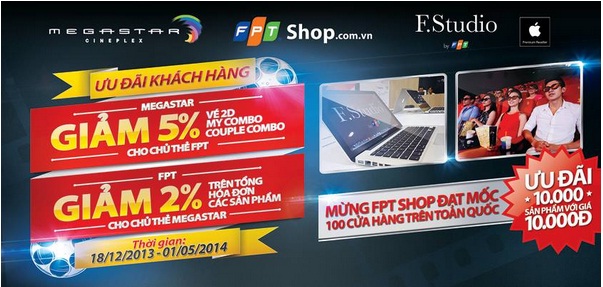 MEGASTAR
CINEPLEX
FPT Shop.com.vn
F.Studio
by FPT
Premium Reseller
ƯU ĐÃI KHÁCH HÀNG
MEGASTAR
GIẢM 5% VÉ 2D
MY COMBO
COUPLE COMBO
CHO CHỦ THẺ FPT
FPT
GIẢM 2% TRÊN TỔNG
HÓA ĐƠN
CÁC SẢN PHẨM
CHO CHỦ THẺ MEGASTAR
Thời gian:
18/12/2013 - 01/05/2014
F.Studio
MỪNG FPT SHOP ĐẠT MỐC
100 CỬA HÀNG TRÊN TOÀN QUỐC
ƯU ĐÃI
10.000
SẢN PHẨM VỚI GIÁ
10.000Đ